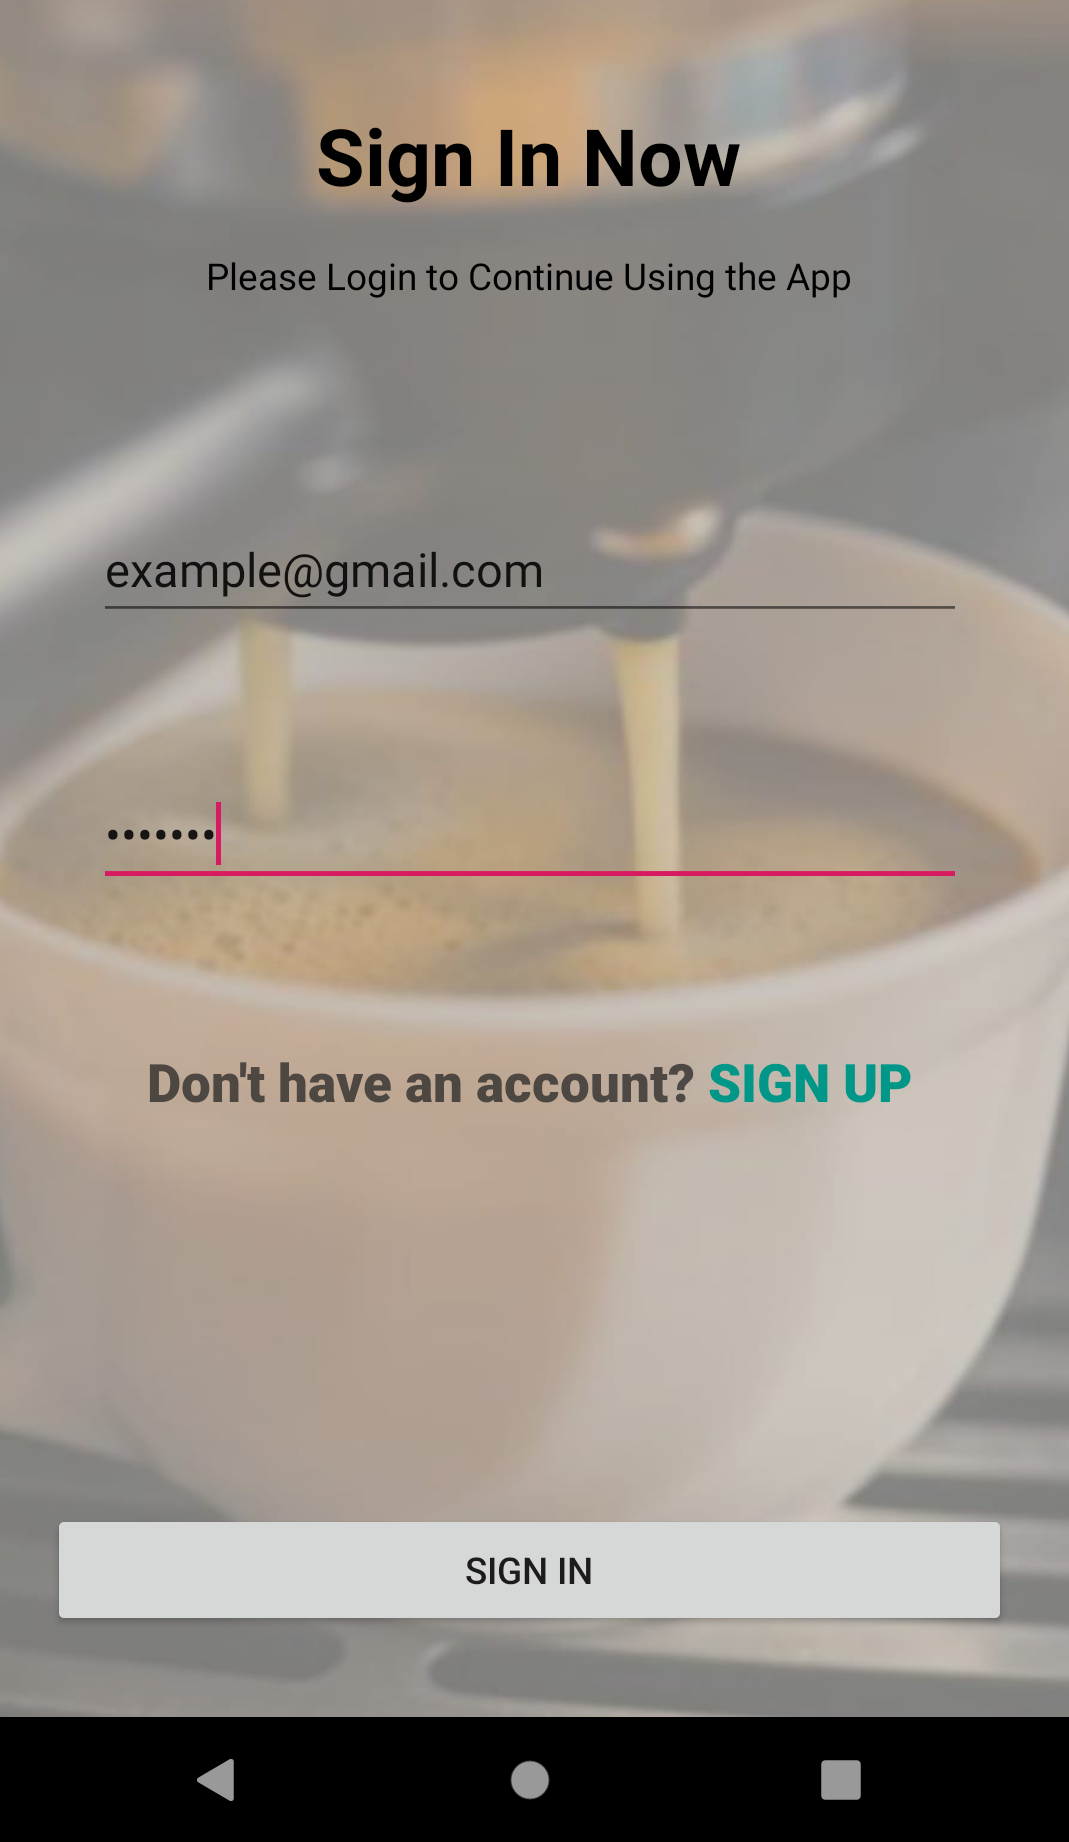 Sign In Now
Please Login to Continue Using the App
example@gmail.com
•••••••
Don't have an account? SIGN UP
SIGN IN